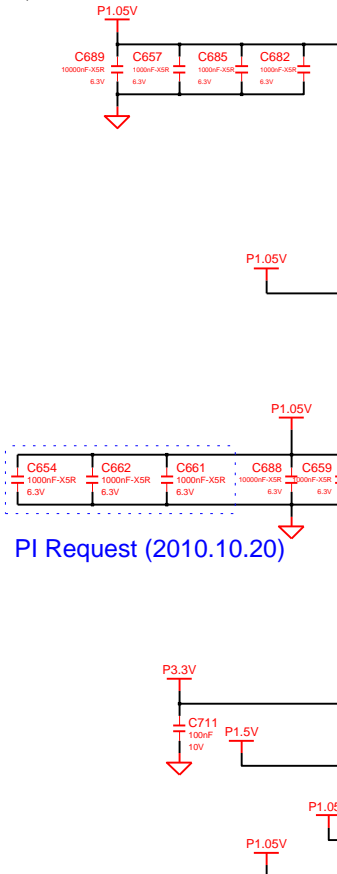 P1.05V
C689 C657 C685 C682
10000nF-X5R 1000nF-X5R 1000nF-X5R 1000nF-X5R
6.3V 6.3V 6.3V 6.3V
P1.05V
P1.05V
C654 C662 C661 C688 C659
1000nF-X5R 1000nF-X5R 1000nF-X5R 10000nF-X5R
6.3V 6.3V 6.3V 6.3V 6.3V
PI Request (2010.10.20)
P3.3V
C711
100nF
10V
P1.5V
P1.05
P1.05V